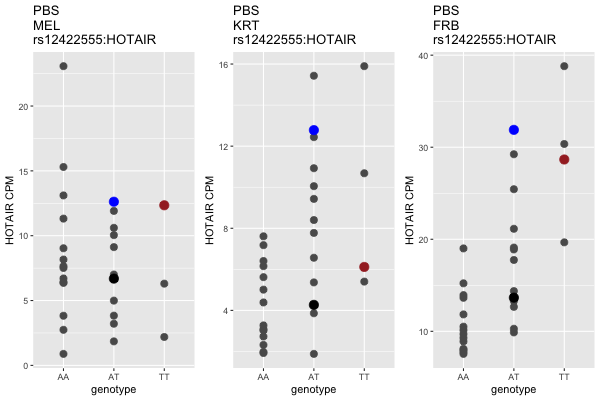 PBS
MEL
rs12422555:HOTAIR
HOTAIR CPM
20
15
10
5
0
AA AT TT
genotype
PBS
KRT
rs12422555:HOTAIR
HOTAIR CPM
16
12
8
4
AA AT TT
genotype
PBS
FRB
rs12422555:HOTAIR
HOTAIR CPM
40
30
20
10
AA AT TT
genotype